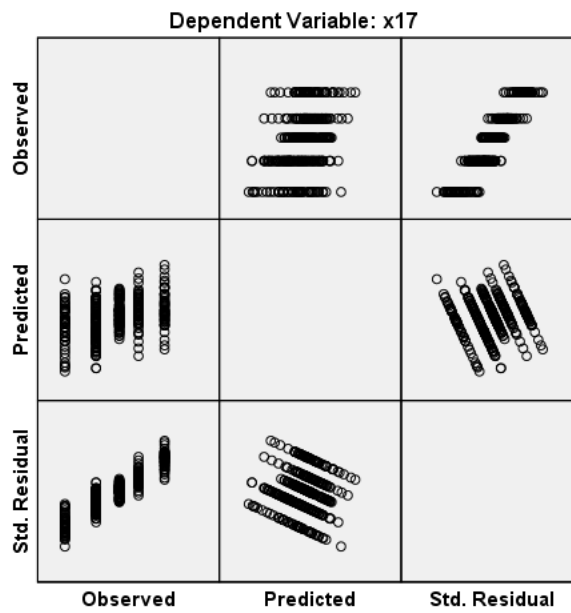 Dependent Variable: x17
Observed
Predicted
Std. Residual
Observed Predicted Std. Residual